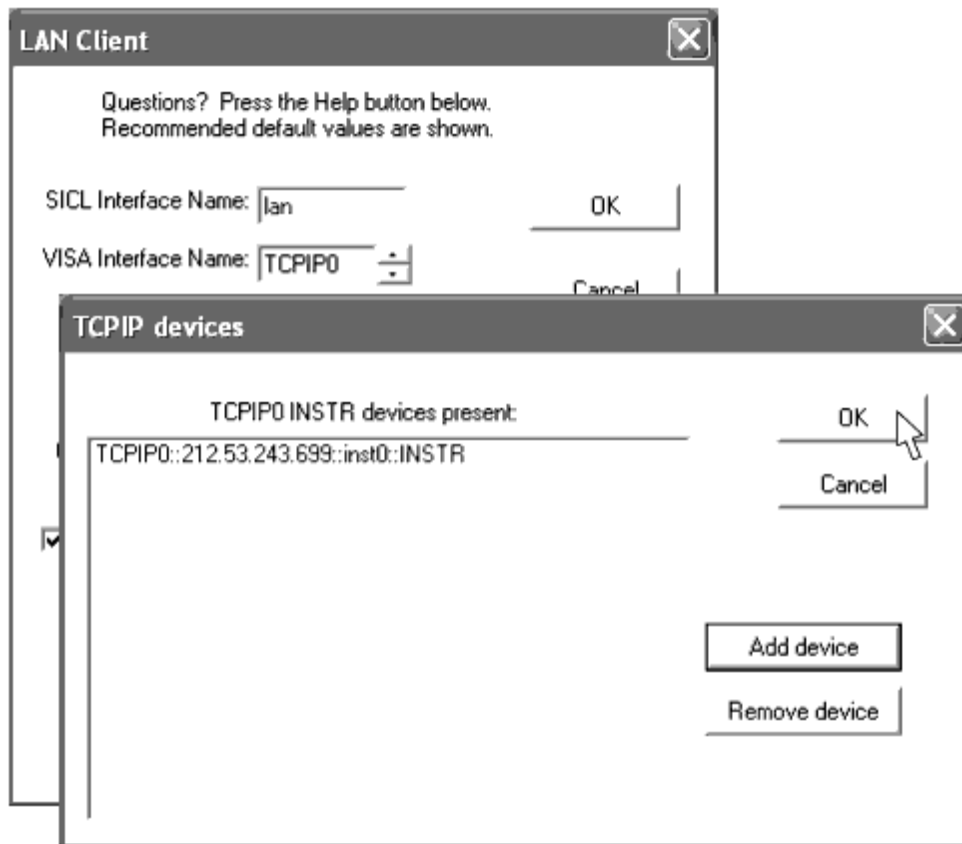 LAN Client
Questions? Press the Help button below.
Recommended default values are shown.
SICL Interface Name: lan
OK
VISA Interface Name: TCPIP0
Cancel
TCPIP devices
TCPIP0 INSTR devices present:
OK
TCPIP0::212.53.243.699::inst0::INSTR
Cancel
Add device
Remove device